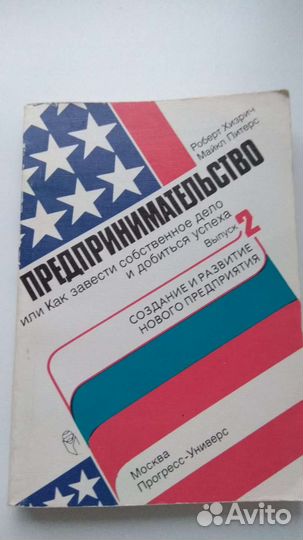 Роберт Хизрич
Майкл Питерс
ПРЕДПРИНИМАТЕЛЬСТВО
или Как завести собственное дело
и добиться успеха
Выпуск 2
СОЗДАНИЕ И РАЗВИТИЕ
НОВОГО ПРЕДПРИЯТИЯ
Москва
Прогресс-Универс
Avito